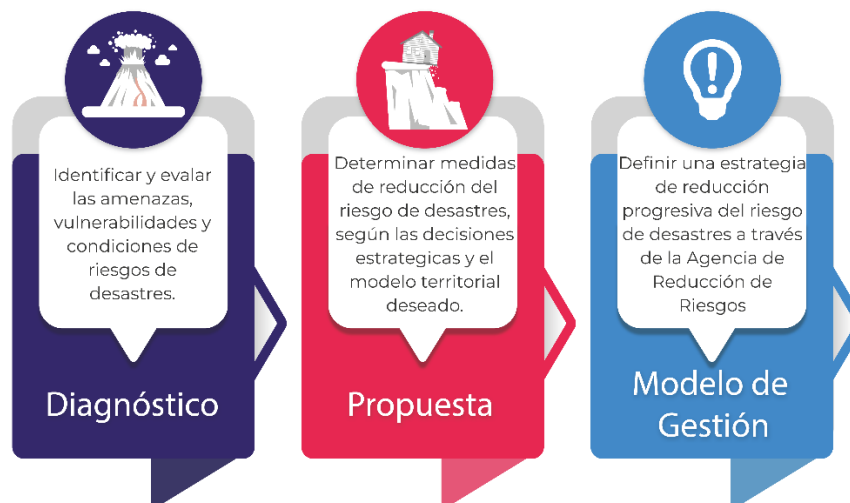 Identificar y evalar
las amenazas,
vulnerabilidades y
condiciones de
riesgos de
desastres.
Diagnóstico
Determinar medidas
de reducción del
riesgo de desastres,
según las decisiones
estrategicas y el
modelo territorial
deseado.
Propuesta
Definir una estrategia
de reducción
progresiva del riesgo
de desastres a través
de la Agencia de
Reducción de
Riesgos
Modelo de
Gestión